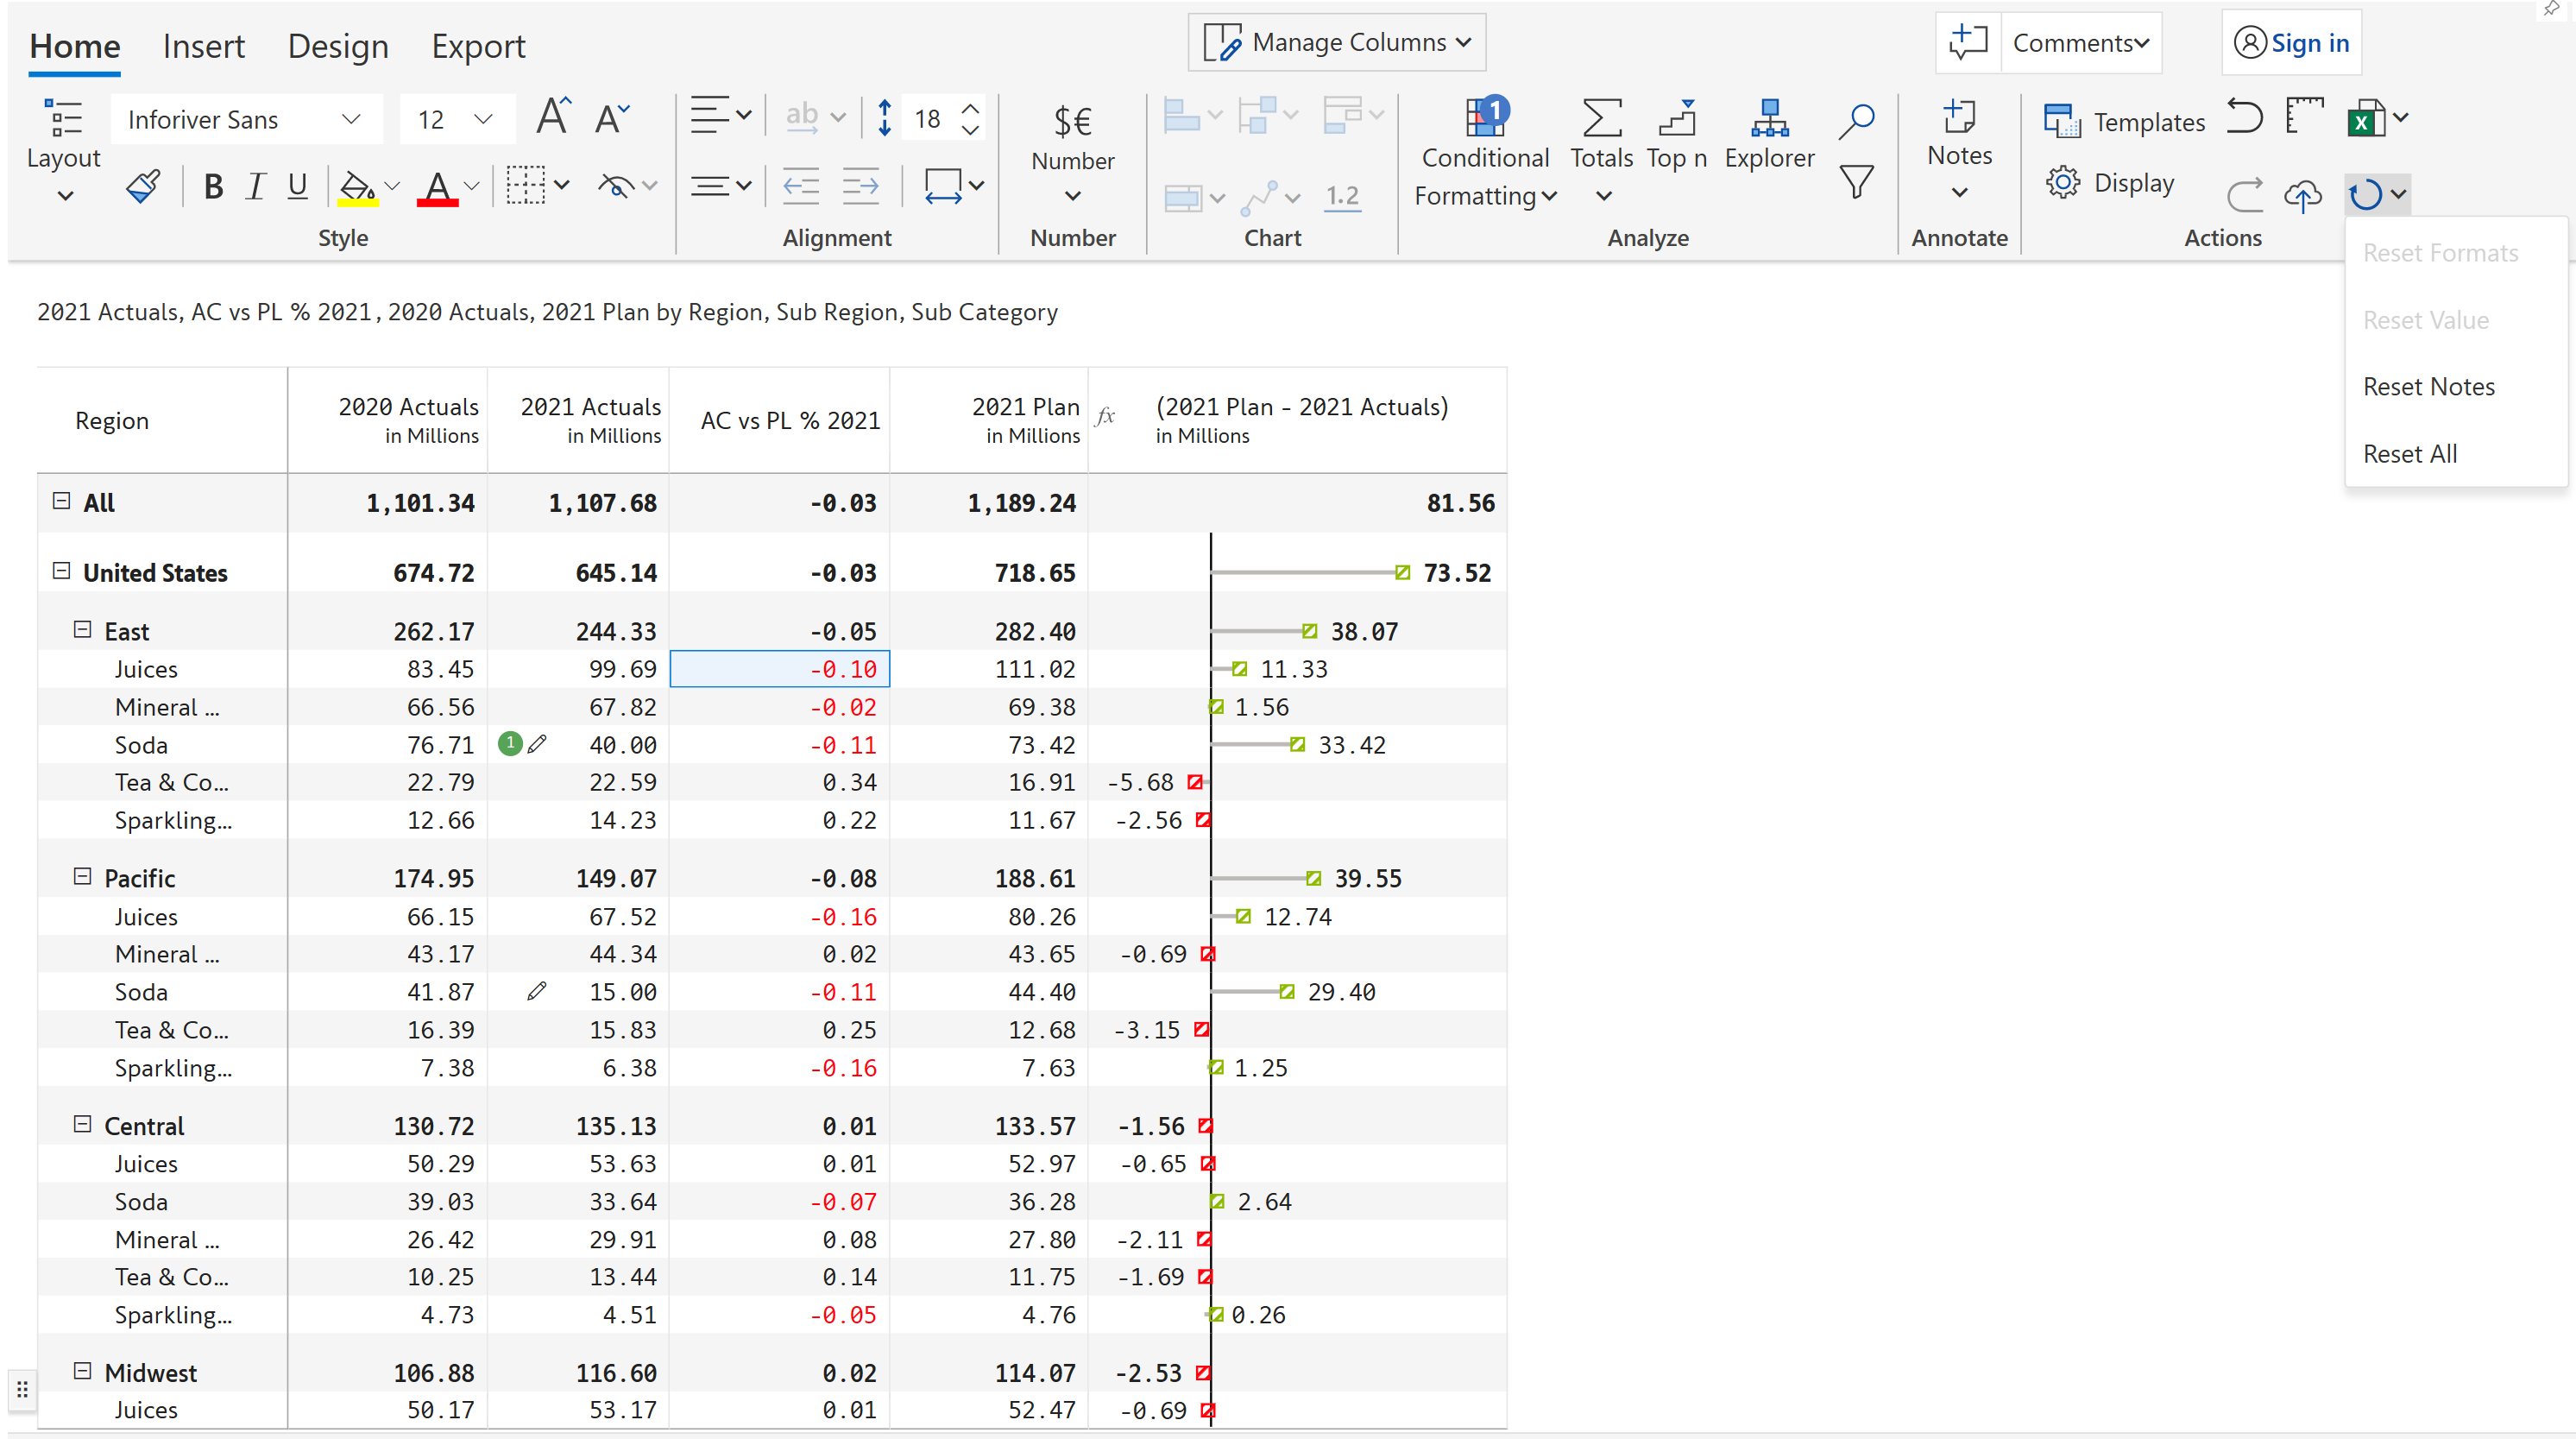 Home Insert Design Export Manage Columns Comments Sign in
Layout Inforiver Sans 12 A A ab 18 $€ Number 1 Conditional Formatting Totals Top n Explorer Notes Templates
B I U A 1.2 Display
Style Alignment Number Chart Analyze Annotate Actions
Reset Formats
Reset Value
Reset Notes
Reset All
2021 Actuals, AC vs PL % 2021, 2020 Actuals, 2021 Plan by Region, Sub Region, Sub Category
Region 2020 Actuals in Millions 2021 Actuals in Millions AC vs PL % 2021 2021 Plan in Millions fx (2021 Plan - 2021 Actuals) in Millions
All 1,101.34 1,107.68 -0.03 1,189.24 81.56
United States 674.72 645.14 -0.03 718.65 73.52
East 262.17 244.33 -0.05 282.40 38.07
Juices 83.45 99.69 -0.10 111.02 11.33
Mineral ... 66.56 67.82 -0.02 69.38 1.56
Soda 76.71 1 40.00 -0.11 73.42 33.42
Tea & Co... 22.79 22.59 0.34 16.91 -5.68
Sparkling... 12.66 14.23 0.22 11.67 -2.56
Pacific 174.95 149.07 -0.08 188.61 39.55
Juices 66.15 67.52 -0.16 80.26 12.74
Mineral ... 43.17 44.34 0.02 43.65 -0.69
Soda 41.87 15.00 -0.11 44.40 29.40
Tea & Co... 16.39 15.83 0.25 12.68 -3.15
Sparkling... 7.38 6.38 -0.16 7.63 1.25
Central 130.72 135.13 0.01 133.57 -1.56
Juices 50.29 53.63 0.01 52.97 -0.65
Soda 39.03 33.64 -0.07 36.28 2.64
Mineral ... 26.42 29.91 0.08 27.80 -2.11
Tea & Co... 10.25 13.44 0.14 11.75 -1.69
Sparkling... 4.73 4.51 -0.05 4.76 0.26
Midwest 106.88 116.60 0.02 114.07 -2.53
Juices 50.17 53.17 0.01 52.47 -0.69